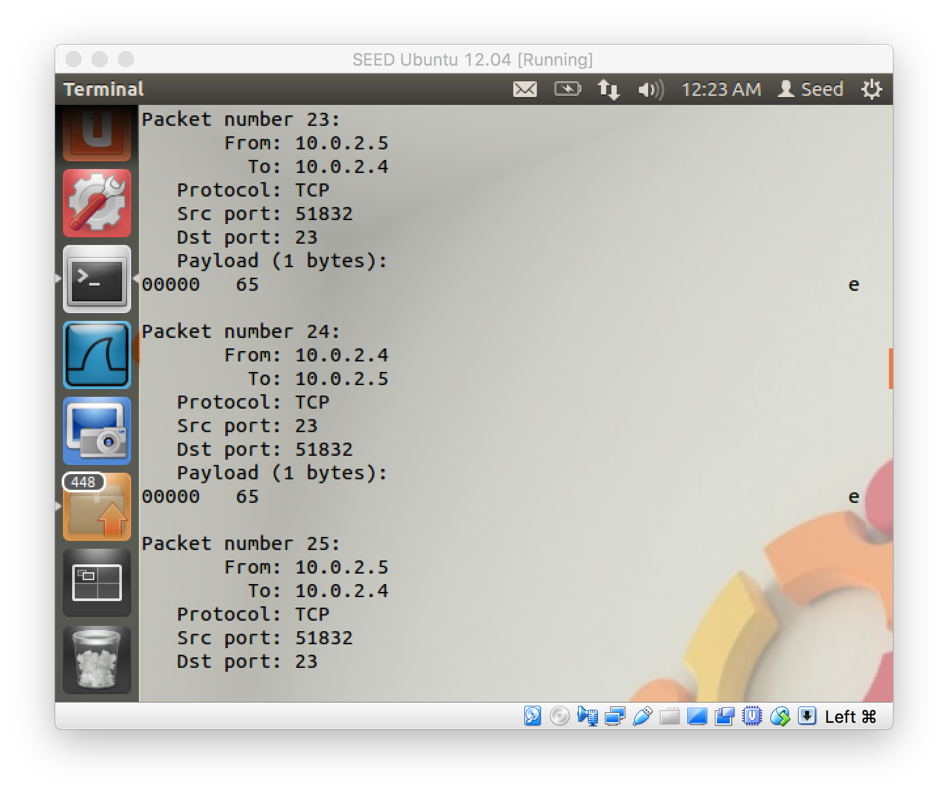 SEED Ubuntu 12.04 [Running]
Terminal 12:23 AM Seed
Packet number 23:
From: 10.0.2.5
To: 10.0.2.4
Protocol: TCP
Src port: 51832
Dst port: 23
Payload (1 bytes):
00000 65 e
Packet number 24:
From: 10.0.2.4
To: 10.0.2.5
Protocol: TCP
Src port: 23
Dst port: 51832
Payload (1 bytes):
448
00000 65 e
Packet number 25:
From: 10.0.2.5
To: 10.0.2.4
Protocol: TCP
Src port: 51832
Dst port: 23
Left ⌘